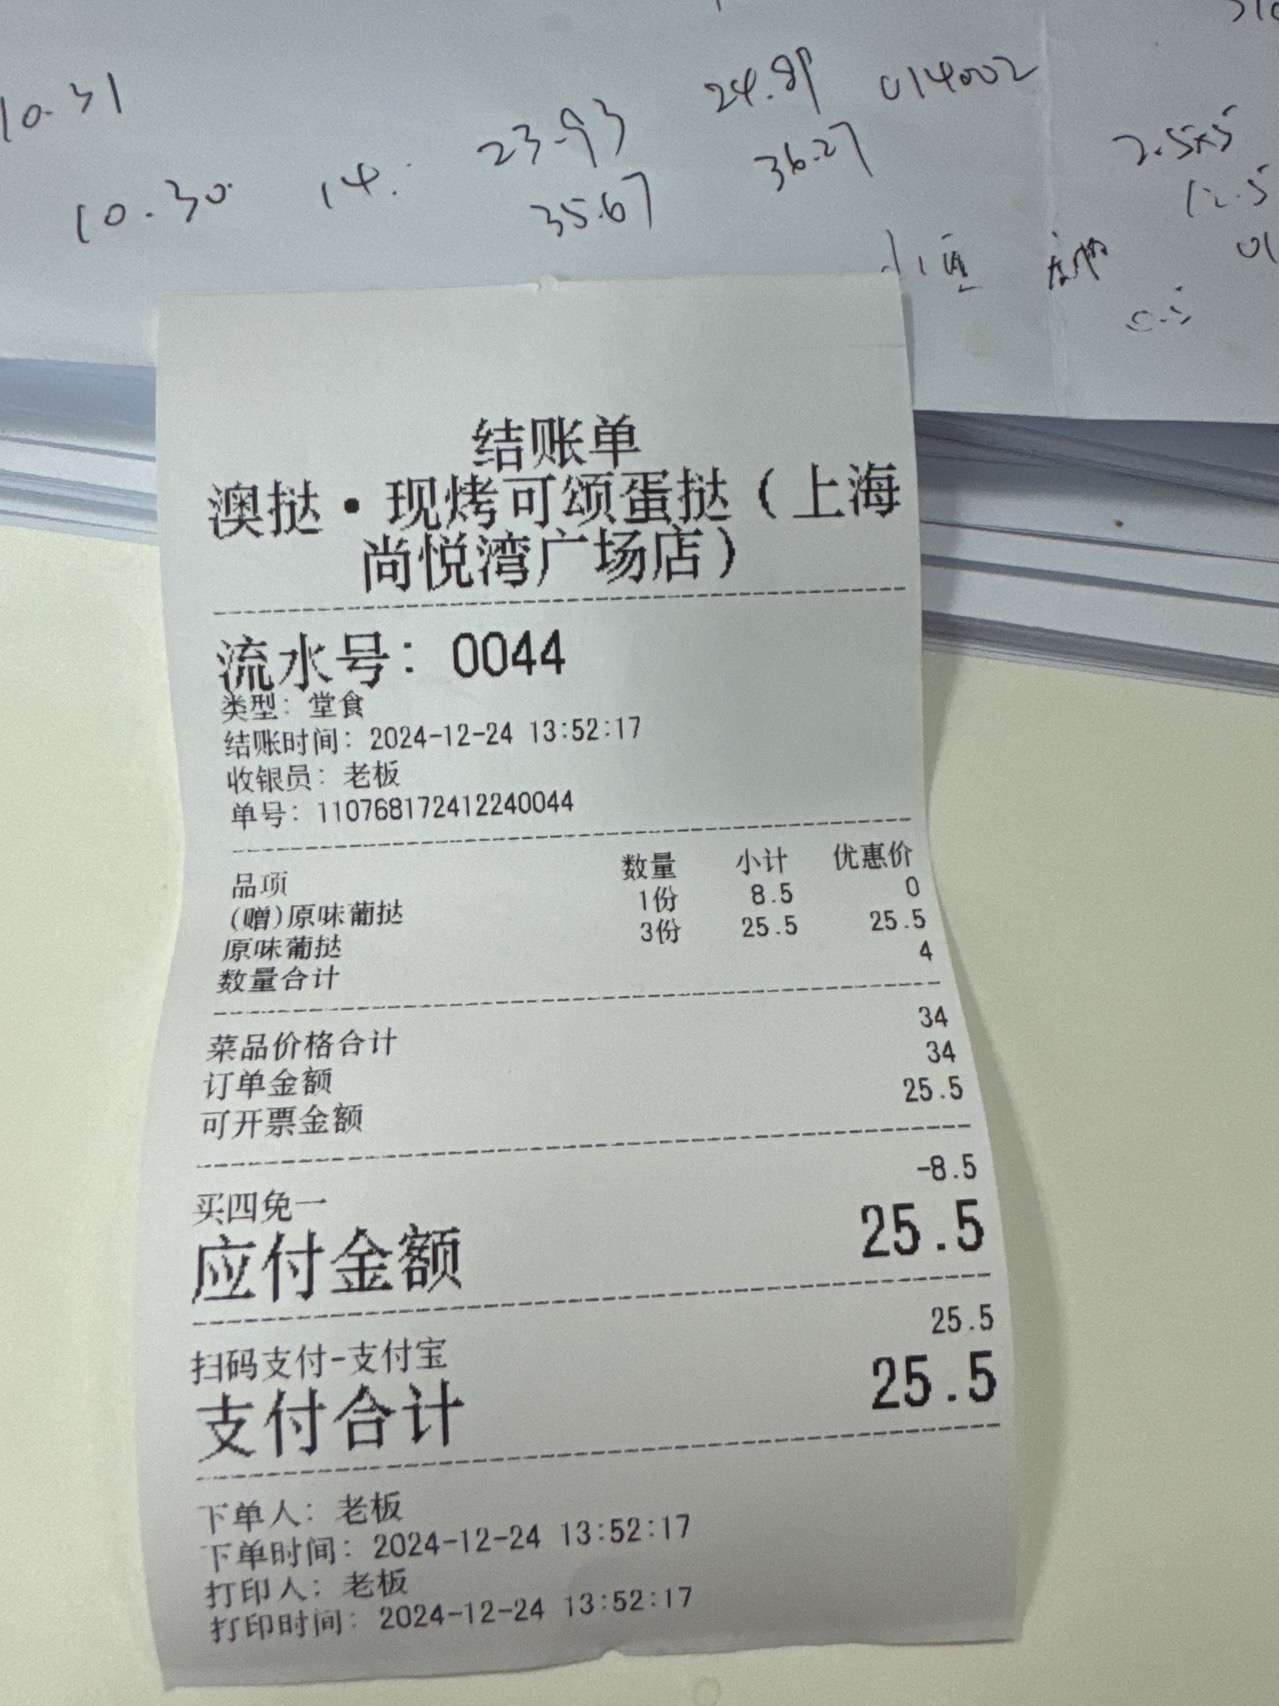 10.31
24.89 014002
23.93
10.30. 14.
35.67
36.27
2.5x5
12.5
0.5
结账单
澳挞·现烤可颂蛋挞（上海
尚悦湾广场店）
流水号: 0044
类型: 堂食
结账时间: 2024-12-24 13:52:17
收银员: 老板
单号: 110768172412240044
品项 数量 小计 优惠价
(赠)原味葡挞 1份 8.5 0
原味葡挞 3份 25.5 25.5
数量合计 4
菜品价格合计 34
订单金额 34
可开票金额 25.5
买四免一 -8.5
应付金额 25.5
扫码支付-支付宝 25.5
支付合计 25.5
下单人: 老板
下单时间: 2024-12-24 13:52:17
打印人: 老板
打印时间: 2024-12-24 13:52:17